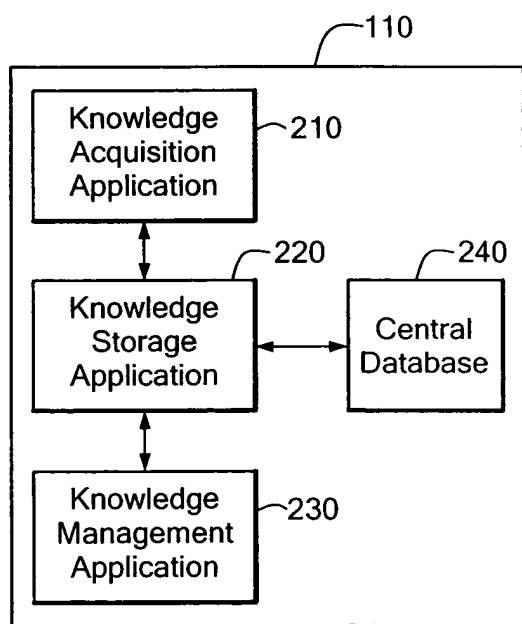 110
Knowledge
Acquisition
Application
210
Knowledge
Storage
Application
220
Central
Database
240
Knowledge
Management
Application
230